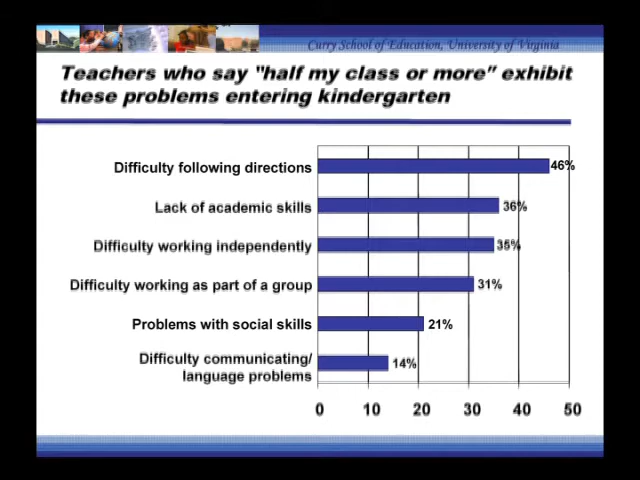 Curry School of Education, University of Virginia
Teachers who say “half my class or more” exhibit
these problems entering kindergarten
Difficulty following directions
46%
Lack of academic skills
36%
Difficulty working independently
35%
Difficulty working as part of a group
31%
Problems with social skills
21%
Difficulty communicating/
language problems
14%
0 10 20 30 40 50